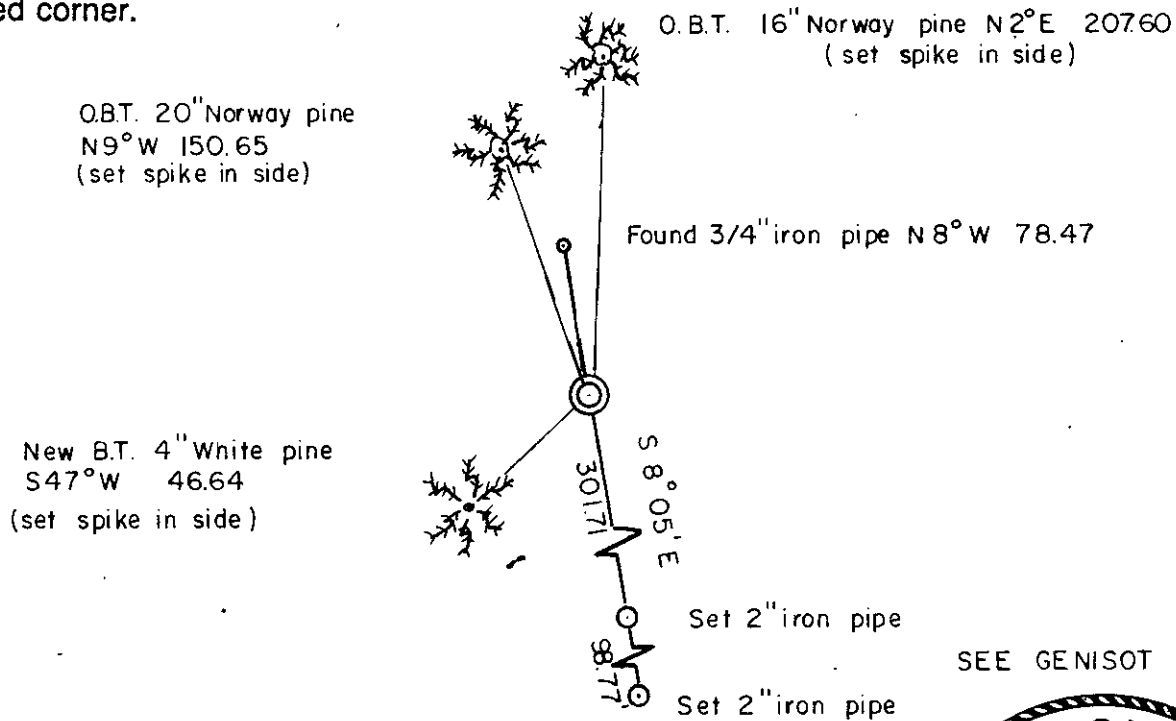 ed corner.
O.B.T. 16" Norway pine N 2° E 207.60
(set spike in side)
O.B.T. 20" Norway pine
N 9° W 150.65
(set spike in side)
Found 3/4" iron pipe N 8° W 78.47
New B.T. 4" White pine
S 47° W 46.64
(set spike in side)
S 8° 05' E
301.71
Set 2" iron pipe
98.77'
Set 2" iron pipe
SEE GENISOT